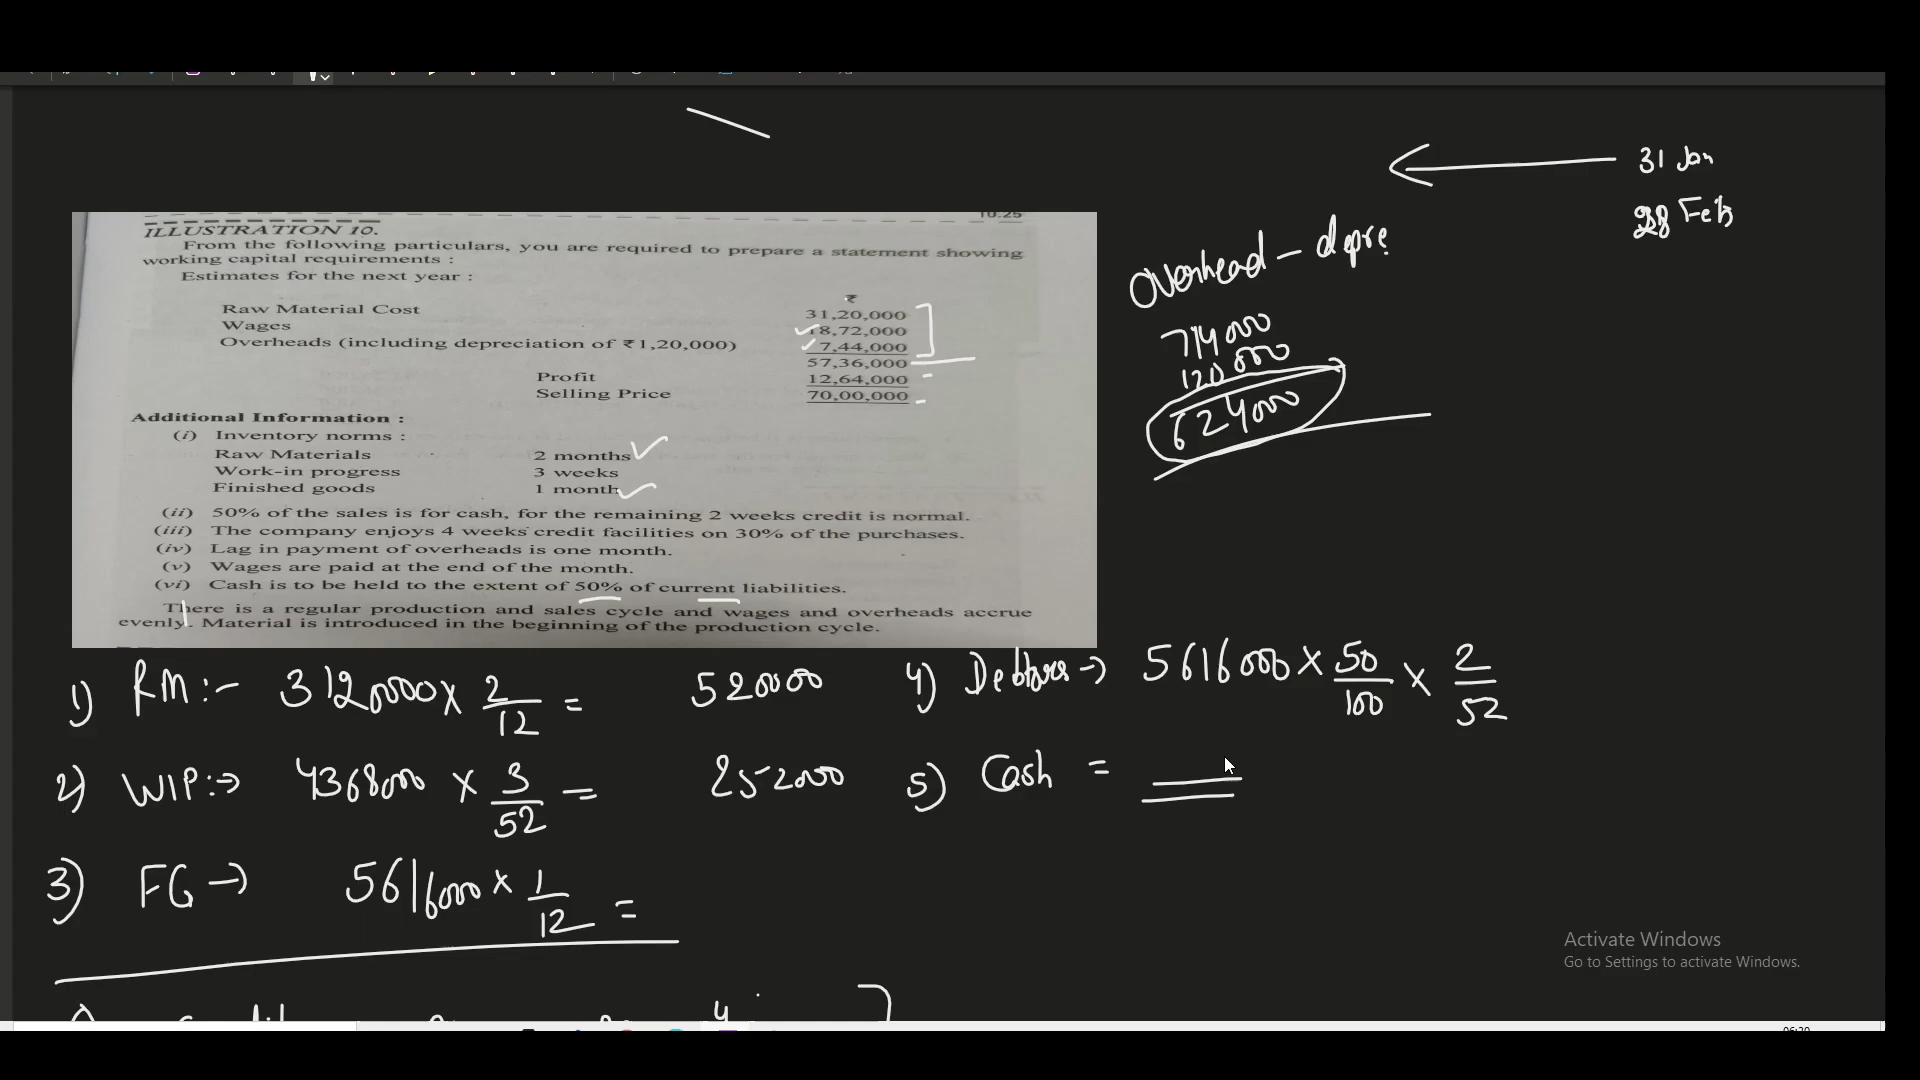 31 Jan
28 Feb
Overhead - depre
744000
120000
624000
10.25
ILLUSTRATION 10.
From the following particulars, you are required to prepare a statement showing
working capital requirements :
Estimates for the next year :
₹
Raw Material Cost 31,20,000
Wages 18,72,000
Overheads (including depreciation of ₹1,20,000) 7,44,000
57,36,000
Profit 12,64,000
Selling Price 70,00,000
Additional Information :
(i) Inventory norms :
Raw Materials 2 months
Work-in progress 3 weeks
Finished goods 1 month
(ii) 50% of the sales is for cash, for the remaining 2 weeks credit is normal.
(iii) The company enjoys 4 weeks credit facilities on 30% of the purchases.
(iv) Lag in payment of overheads is one month.
(v) Wages are paid at the end of the month.
(vi) Cash is to be held to the extent of 50% of current liabilities.
There is a regular production and sales cycle and wages and overheads accrue
evenly. Material is introduced in the beginning of the production cycle.
1) RM:- 3120000 x 2/12 = 520000
2) WIP:→ 4368000 x 3/52 = 252000
3) FG → 5616000 x 1/12 =
4) Debtors → 5616000 x 50/100 x 2/52
5) Cash =
Activate Windows
Go to Settings to activate Windows.